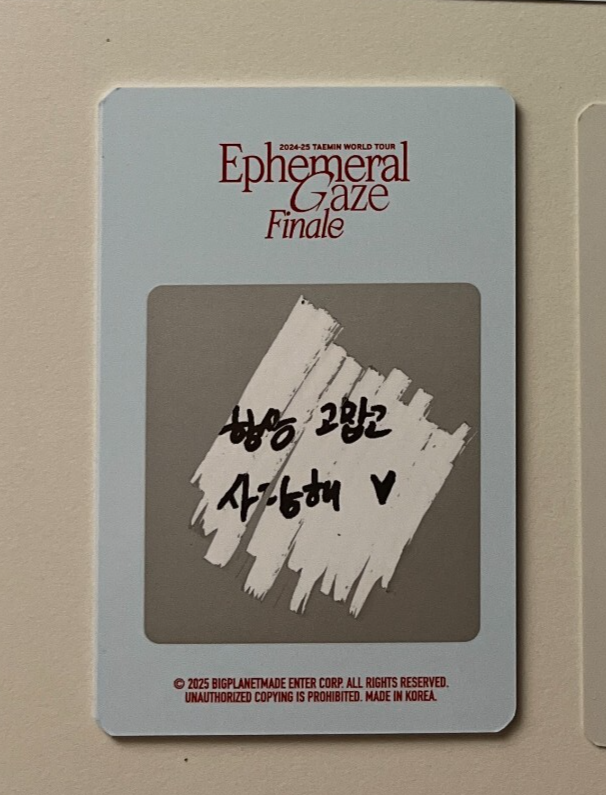 2024-25 TAEMIN WORLD TOUR
Ephemeral
Gaze
Finale
항상 고맙고
사랑해 ♥
© 2025 BIGPLANETMADE ENTER CORP. ALL RIGHTS RESERVED.
UNAUTHORIZED COPYING IS PROHIBITED. MADE IN KOREA.